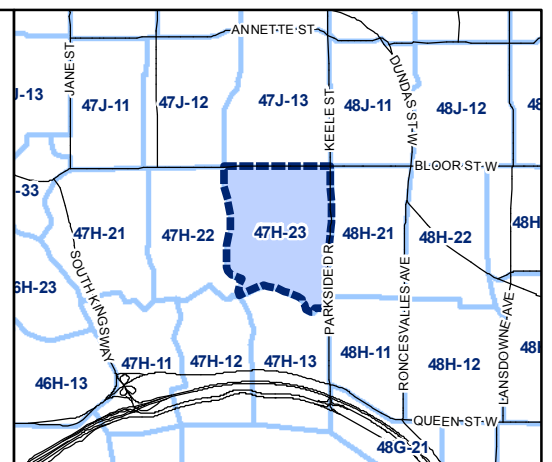 ANNETTE ST
JANE ST
KEELE ST
DUNDAS ST W
J-13
47J-11
47J-12
47J-13
48J-11
48J-12
48
BLOOR ST W
-33
47H-21
47H-22
47H-23
48H-21
48H-22
48H
6H-23
SOUTH KINGSWAY
PARKSIDE DR
RONCESVALLES AVE
LANSDOWNE AVE
46H-13
47H-11
47H-12
47H-13
48H-11
48H-12
48
QUEEN ST W
48G-21